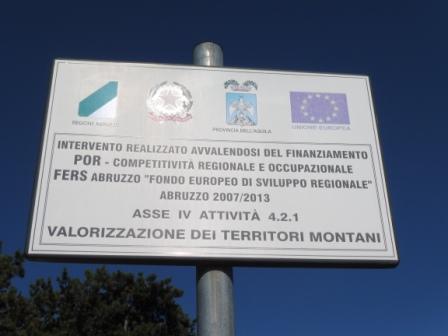 REGIONE ABRUZZO
PROVINCIA DELL'AQUILA
UNIONE EUROPEA
INTERVENTO REALIZZATO AVVALENDOSI DEL FINANZIAMENTO
POR - COMPETITIVITÀ REGIONALE E OCCUPAZIONALE
FERS ABRUZZO "FONDO EUROPEO DI SVILUPPO REGIONALE"
ABRUZZO 2007/2013
ASSE IV ATTIVITÀ 4.2.1
VALORIZZAZIONE DEI TERRITORI MONTANI